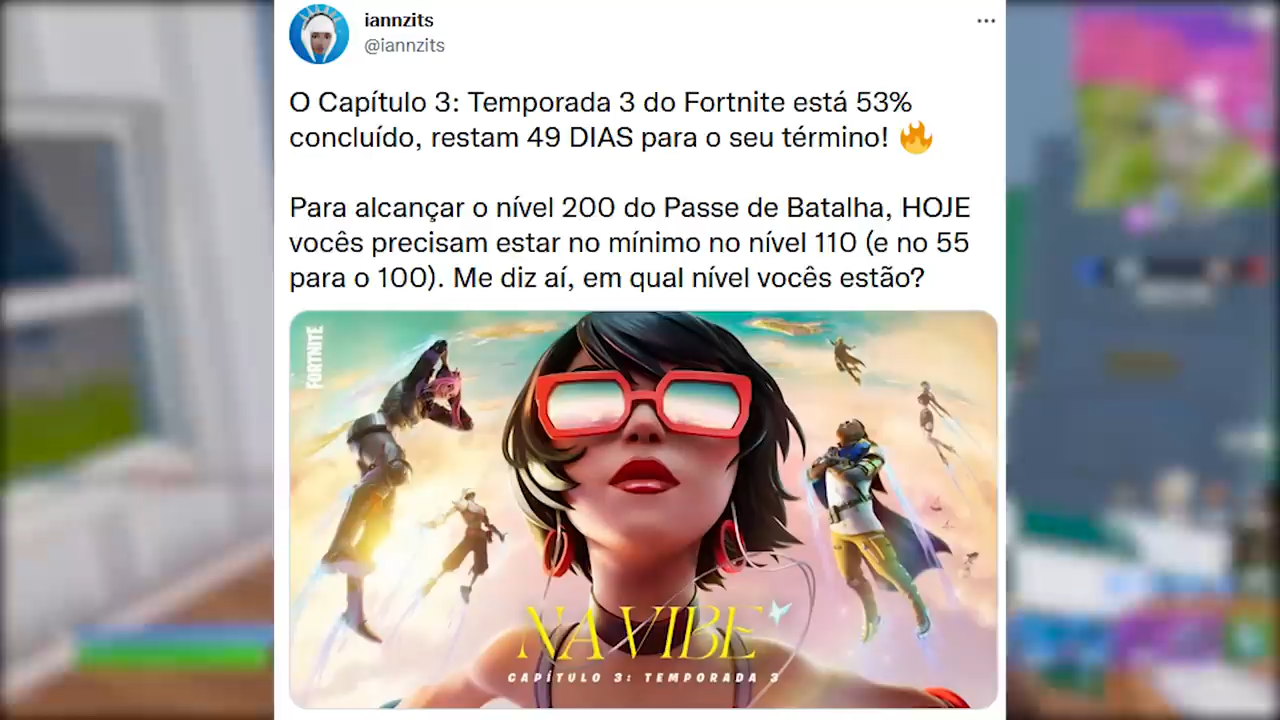 iannzits
@iannzits
O Capítulo 3: Temporada 3 do Fortnite está 53%
concluído, restam 49 DIAS para o seu término! 🔥
Para alcançar o nível 200 do Passe de Batalha, HOJE
vocês precisam estar no mínimo no nível 110 (e no 55
para o 100). Me diz aí, em qual nível vocês estão?
FORTNITE
NA VIBE
CAPÍTULO 3: TEMPORADA 3